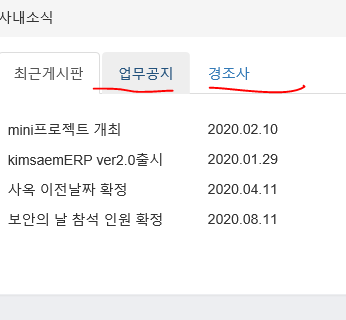 사내소식
최근게시판 업무공지 경조사
mini프로젝트 개최 2020.02.10
kimsaemERP ver2.0출시 2020.01.29
사옥 이전날짜 확정 2020.04.11
보안의 날 참석 인원 확정 2020.08.11